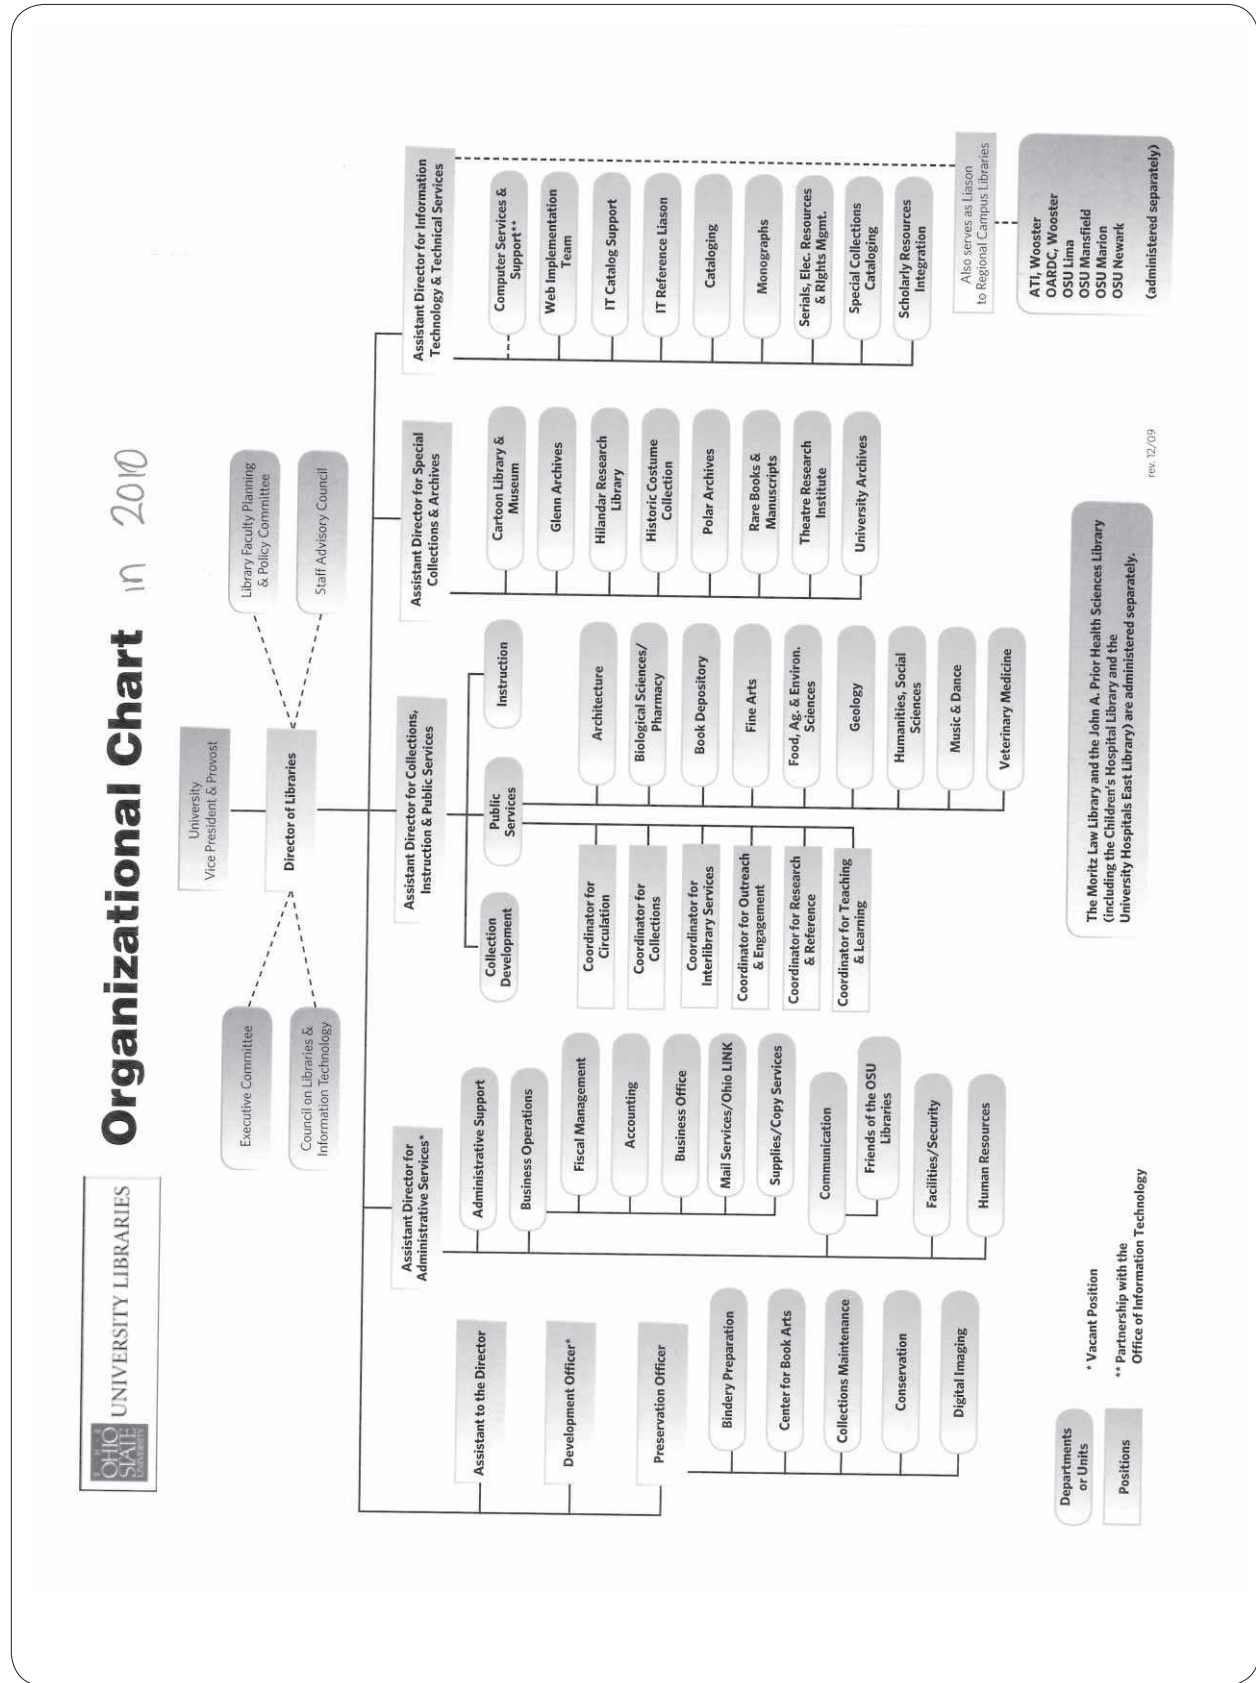 THE
OHIO
STATE
UNIVERSITY
UNIVERSITY LIBRARIES
Organizational Chart in 2010
University
Vice President & Provost
Director of Libraries
Executive Committee
Council on Libraries &
Information Technology
Library Faculty Planning
& Policy Committee
Staff Advisory Council
Assistant to the Director
Development Officer*
Preservation Officer
Bindery Preparation
Center for Book Arts
Collections Maintenance
Conservation
Digital Imaging
Assistant Director for
Administrative Services*
Administrative Support
Business Operations
Fiscal Management
Accounting
Business Office
Mail Services/Ohio LINK
Supplies/Copy Services
Communication
Friends of the OSU
Libraries
Facilities/Security
Human Resources
Assistant Director for Collections,
Instruction & Public Services
Collection
Development
Public
Services
Instruction
Coordinator for
Circulation
Coordinator for
Collections
Coordinator for
Interlibrary Services
Coordinator for Outreach
& Engagement
Coordinator for Research
& Reference
Coordinator for Teaching
& Learning
Architecture
Biological Sciences/
Pharmacy
Book Depository
Fine Arts
Food, Ag. & Environ.
Sciences
Geology
Humanities, Social
Sciences
Music & Dance
Veterinary Medicine
Assistant Director for Special
Collections & Archives
Cartoon Library &
Museum
Glenn Archives
Hilandar Research
Library
Historic Costume
Collection
Polar Archives
Rare Books &
Manuscripts
Theatre Research
Institute
University Archives
Assistant Director for Information
Technology & Technical Services
Computer Services &
Support**
Web Implementation
Team
IT Catalog Support
IT Reference Liason
Cataloging
Monographs
Serials, Elec. Resources
& Rights Mgmt.
Special Collections
Cataloging
Scholarly Resources
Integration
Also serves as Liason
to Regional Campus Libraries
ATI, Wooster
OARDC, Wooster
OSU Lima
OSU Mansfield
OSU Marion
OSU Newark
(administered separately)
Departments
or Units
Positions
* Vacant Position
** Partnership with the
Office of Information Technology
The Moritz Law Library and the John A. Prior Health Sciences Library
(including the Children's Hospital Library and the
University Hospitals East Library) are administered separately.
rev. 12/09